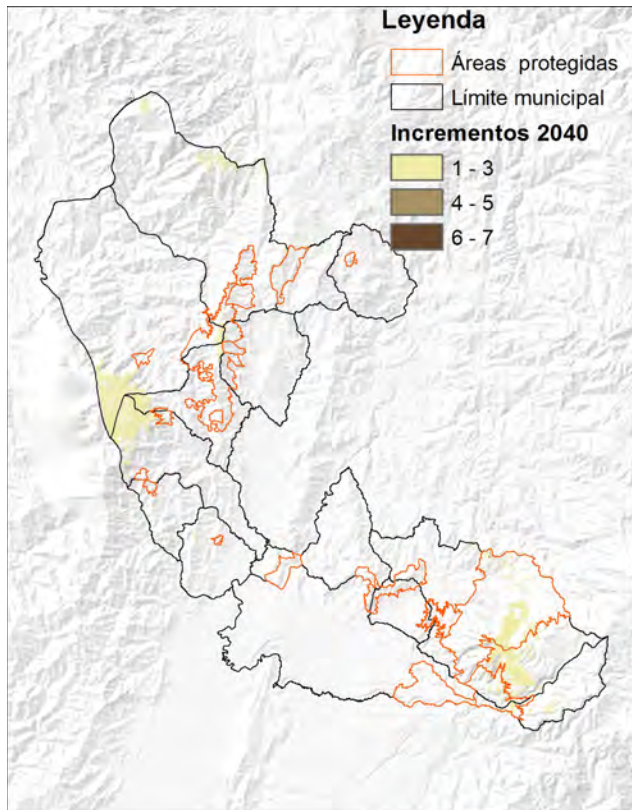 Leyenda
Áreas protegidas
Límite municipal
Incrementos 2040
1 - 3
4 - 5
6 - 7